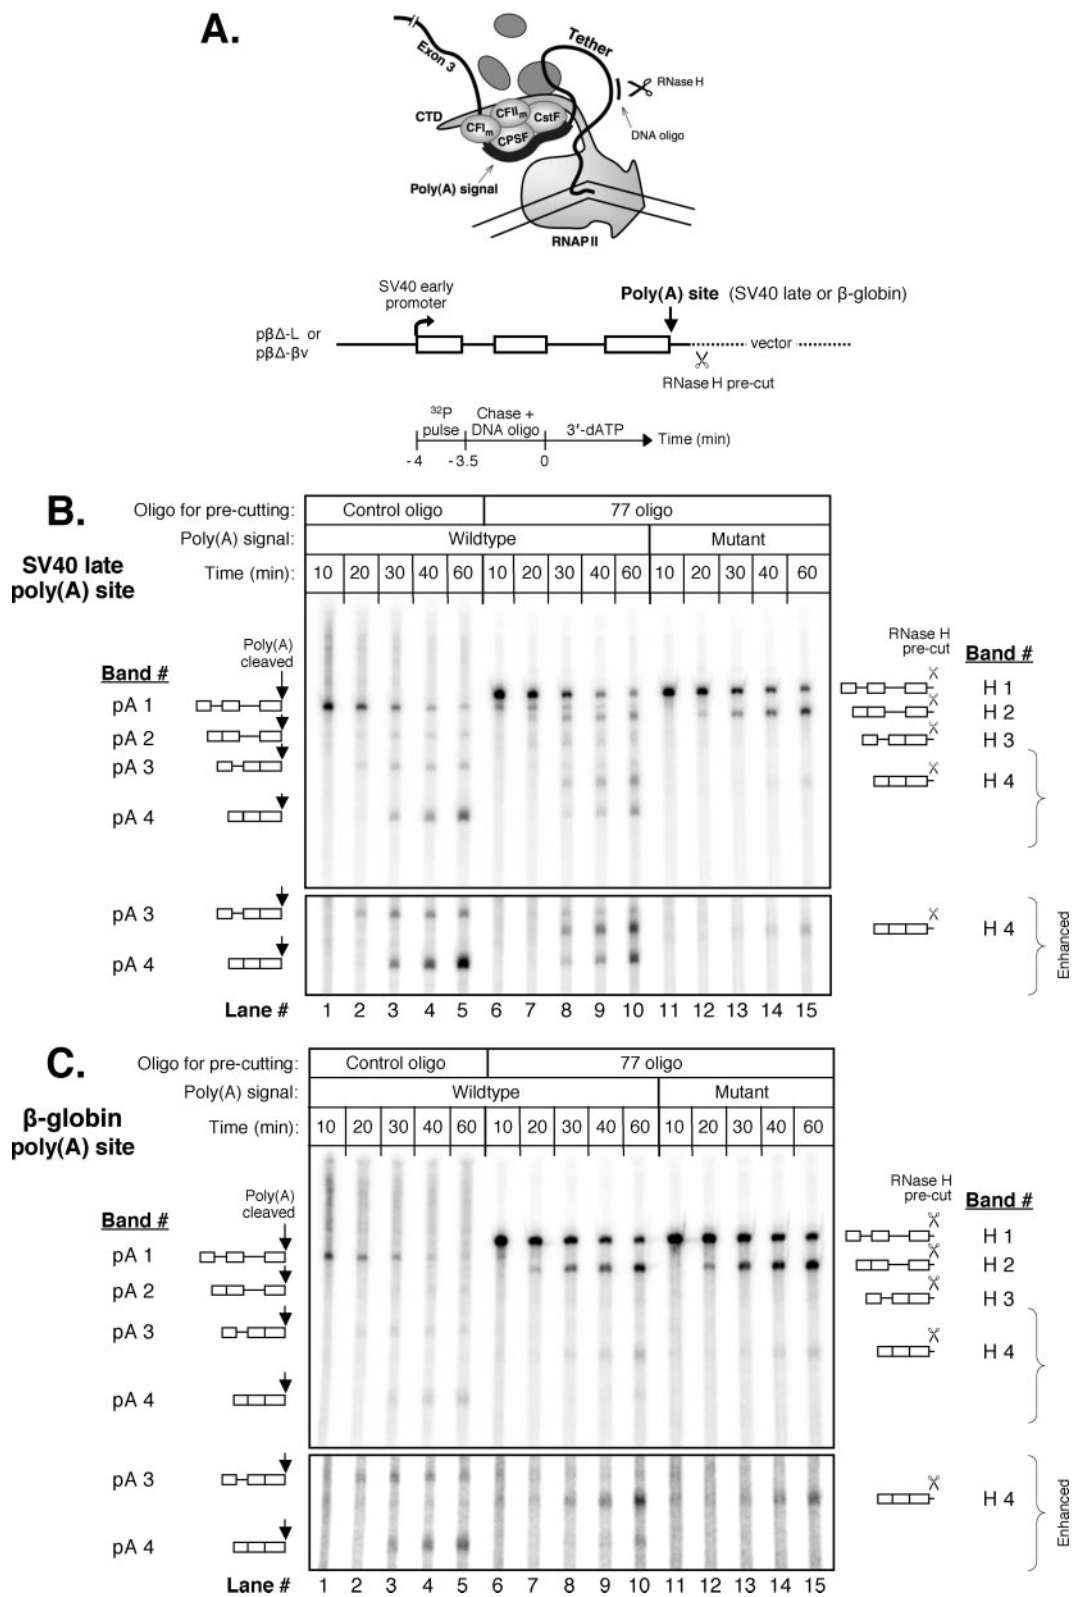 A.
Exon 3
Tether
RNase H
DNA oligo
CTD
CFIm
CFIIm
CstF
CPSF
Poly(A) signal
RNAP II
SV40 early
promoter
Poly(A) site (SV40 late or β-globin)
pβΔ-L or
pβΔ-βv
vector
RNase H pre-cut
32P
pulse
Chase +
DNA oligo
3′-dATP
Time (min)
-4 -3.5 0
B.
SV40 late
poly(A) site
Oligo for pre-cutting: Control oligo 77 oligo
Poly(A) signal: Wildtype Mutant
Time (min): 10 20 30 40 60 10 20 30 40 60 10 20 30 40 60
Poly(A)
cleaved
RNase H
pre-cut
Band # Band #
pA 1 H 1
pA 2 H 2
pA 3 H 3
pA 4 H 4
pA 3
pA 4 H 4
Enhanced
Lane # 1 2 3 4 5 6 7 8 9 10 11 12 13 14 15
C.
β-globin
poly(A) site
Oligo for pre-cutting: Control oligo 77 oligo
Poly(A) signal: Wildtype Mutant
Time (min): 10 20 30 40 60 10 20 30 40 60 10 20 30 40 60
Poly(A)
cleaved
RNase H
pre-cut
Band # Band #
pA 1 H 1
pA 2 H 2
pA 3 H 3
pA 4 H 4
pA 3
pA 4 H 4
Enhanced
Lane # 1 2 3 4 5 6 7 8 9 10 11 12 13 14 15